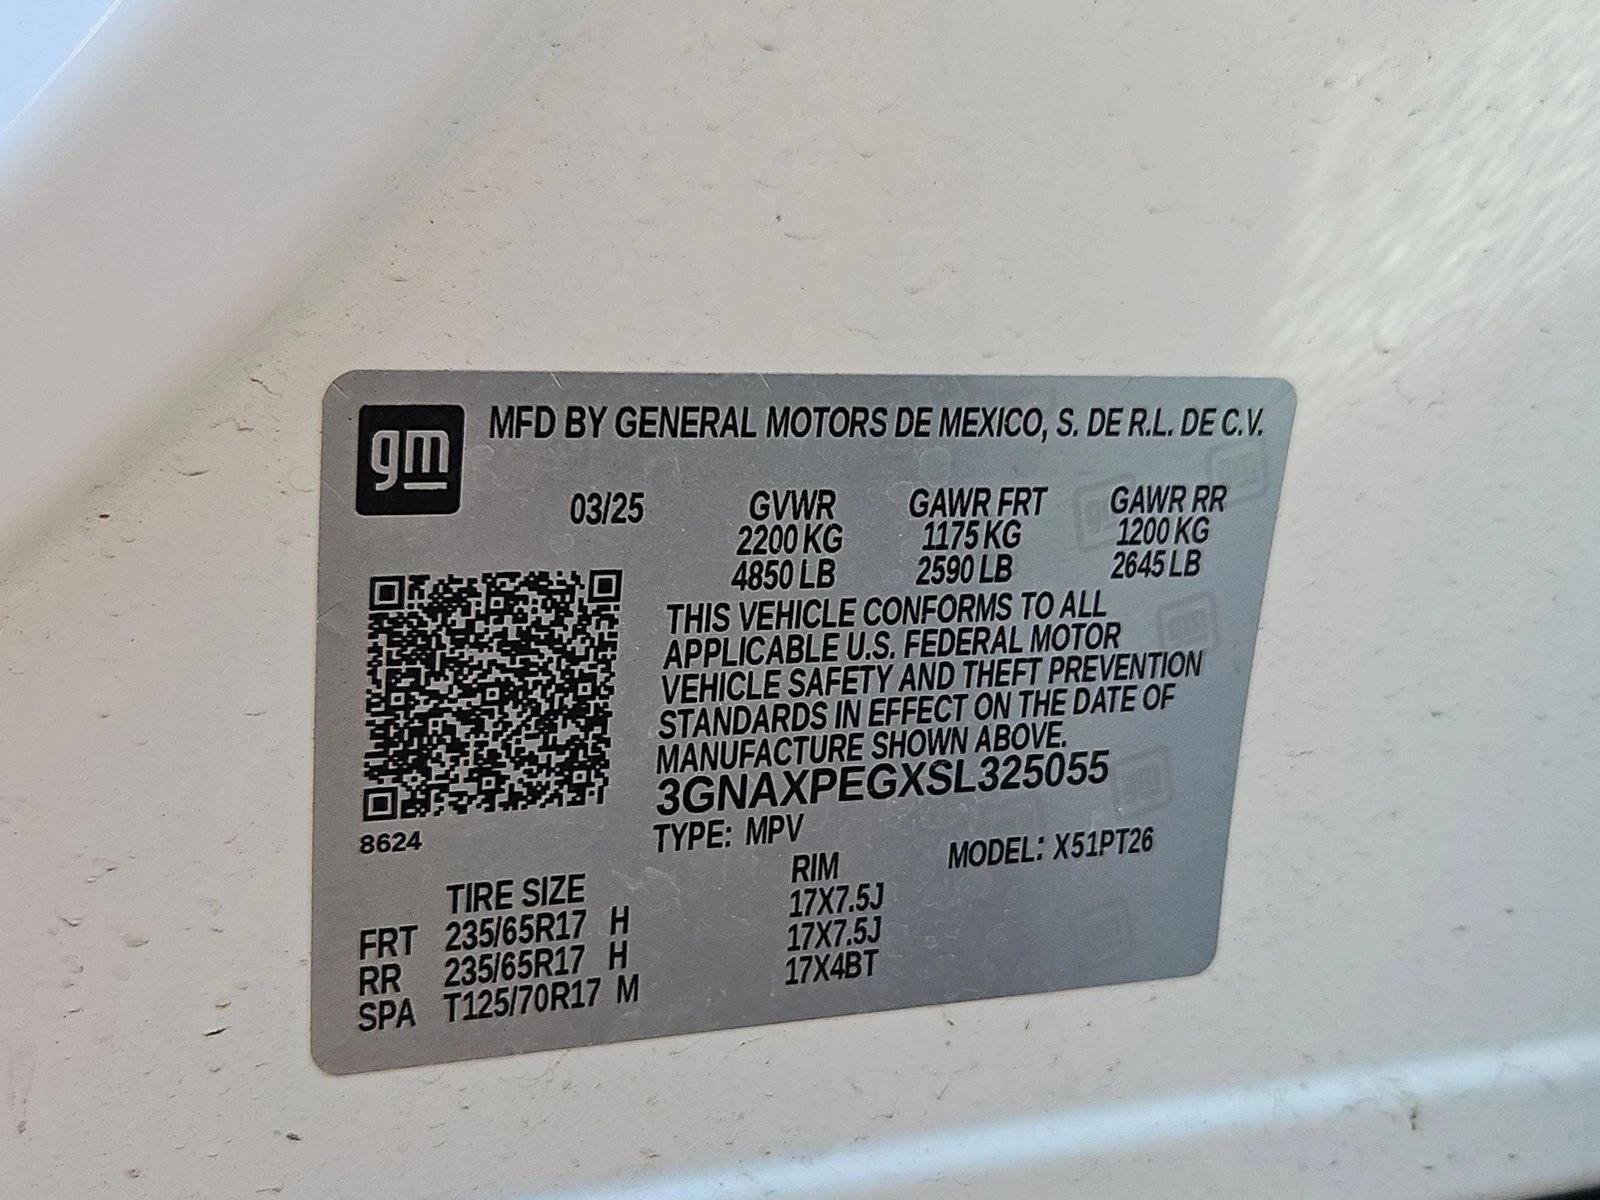 gm MFD BY GENERAL MOTORS DE MEXICO, S. DE R.L. DE C.V.
03/25 GVWR GAWR FRT GAWR RR
2200 KG 1175 KG 1200 KG
4850 LB 2590 LB 2645 LB
THIS VEHICLE CONFORMS TO ALL
APPLICABLE U.S. FEDERAL MOTOR
VEHICLE SAFETY AND THEFT PREVENTION
STANDARDS IN EFFECT ON THE DATE OF
MANUFACTURE SHOWN ABOVE.
3GNAXPEGXSL325055
8624 TYPE: MPV MODEL: X51PT26
TIRE SIZE RIM
FRT 235/65R17 H 17X7.5J
RR 235/65R17 H 17X7.5J
SPA T125/70R17 M 17X4BT